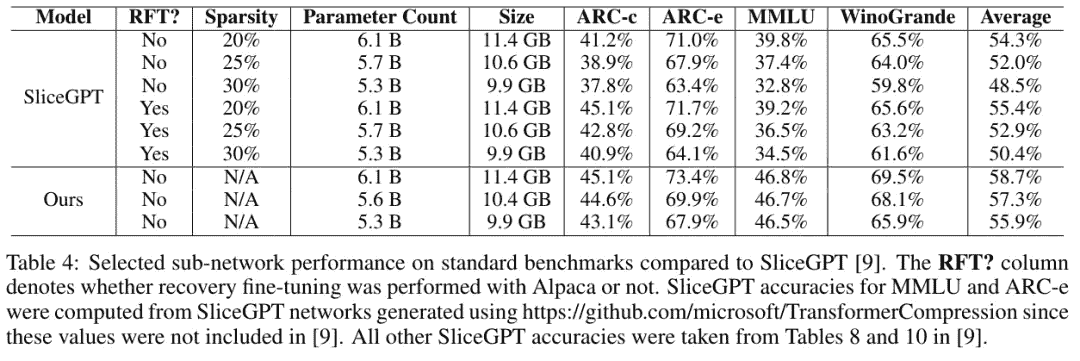 Model RFT? Sparsity Parameter Count Size ARC-c ARC-e MMLU WinoGrande Average
SliceGPT No 20% 6.1 B 11.4 GB 41.2% 71.0% 39.8% 65.5% 54.3%
No 25% 5.7 B 10.6 GB 38.9% 67.9% 37.4% 64.0% 52.0%
No 30% 5.3 B 9.9 GB 37.8% 63.4% 32.8% 59.8% 48.5%
Yes 20% 6.1 B 11.4 GB 45.1% 71.7% 39.2% 65.6% 55.4%
Yes 25% 5.7 B 10.6 GB 42.8% 69.2% 36.5% 63.2% 52.9%
Yes 30% 5.3 B 9.9 GB 40.9% 64.1% 34.5% 61.6% 50.4%
Ours No N/A 6.1 B 11.4 GB 45.1% 73.4% 46.8% 69.5% 58.7%
No N/A 5.6 B 10.4 GB 44.6% 69.9% 46.7% 68.1% 57.3%
No N/A 5.3 B 9.9 GB 43.1% 67.9% 46.5% 65.9% 55.9%
Table 4: Selected sub-network performance on standard benchmarks compared to SliceGPT [9]. The RFT? column
denotes whether recovery fine-tuning was performed with Alpaca or not. SliceGPT accuracies for MMLU and ARC-e
were computed from SliceGPT networks generated using https://github.com/microsoft/TransformerCompression since
these values were not included in [9]. All other SliceGPT accuracies were taken from Tables 8 and 10 in [9].